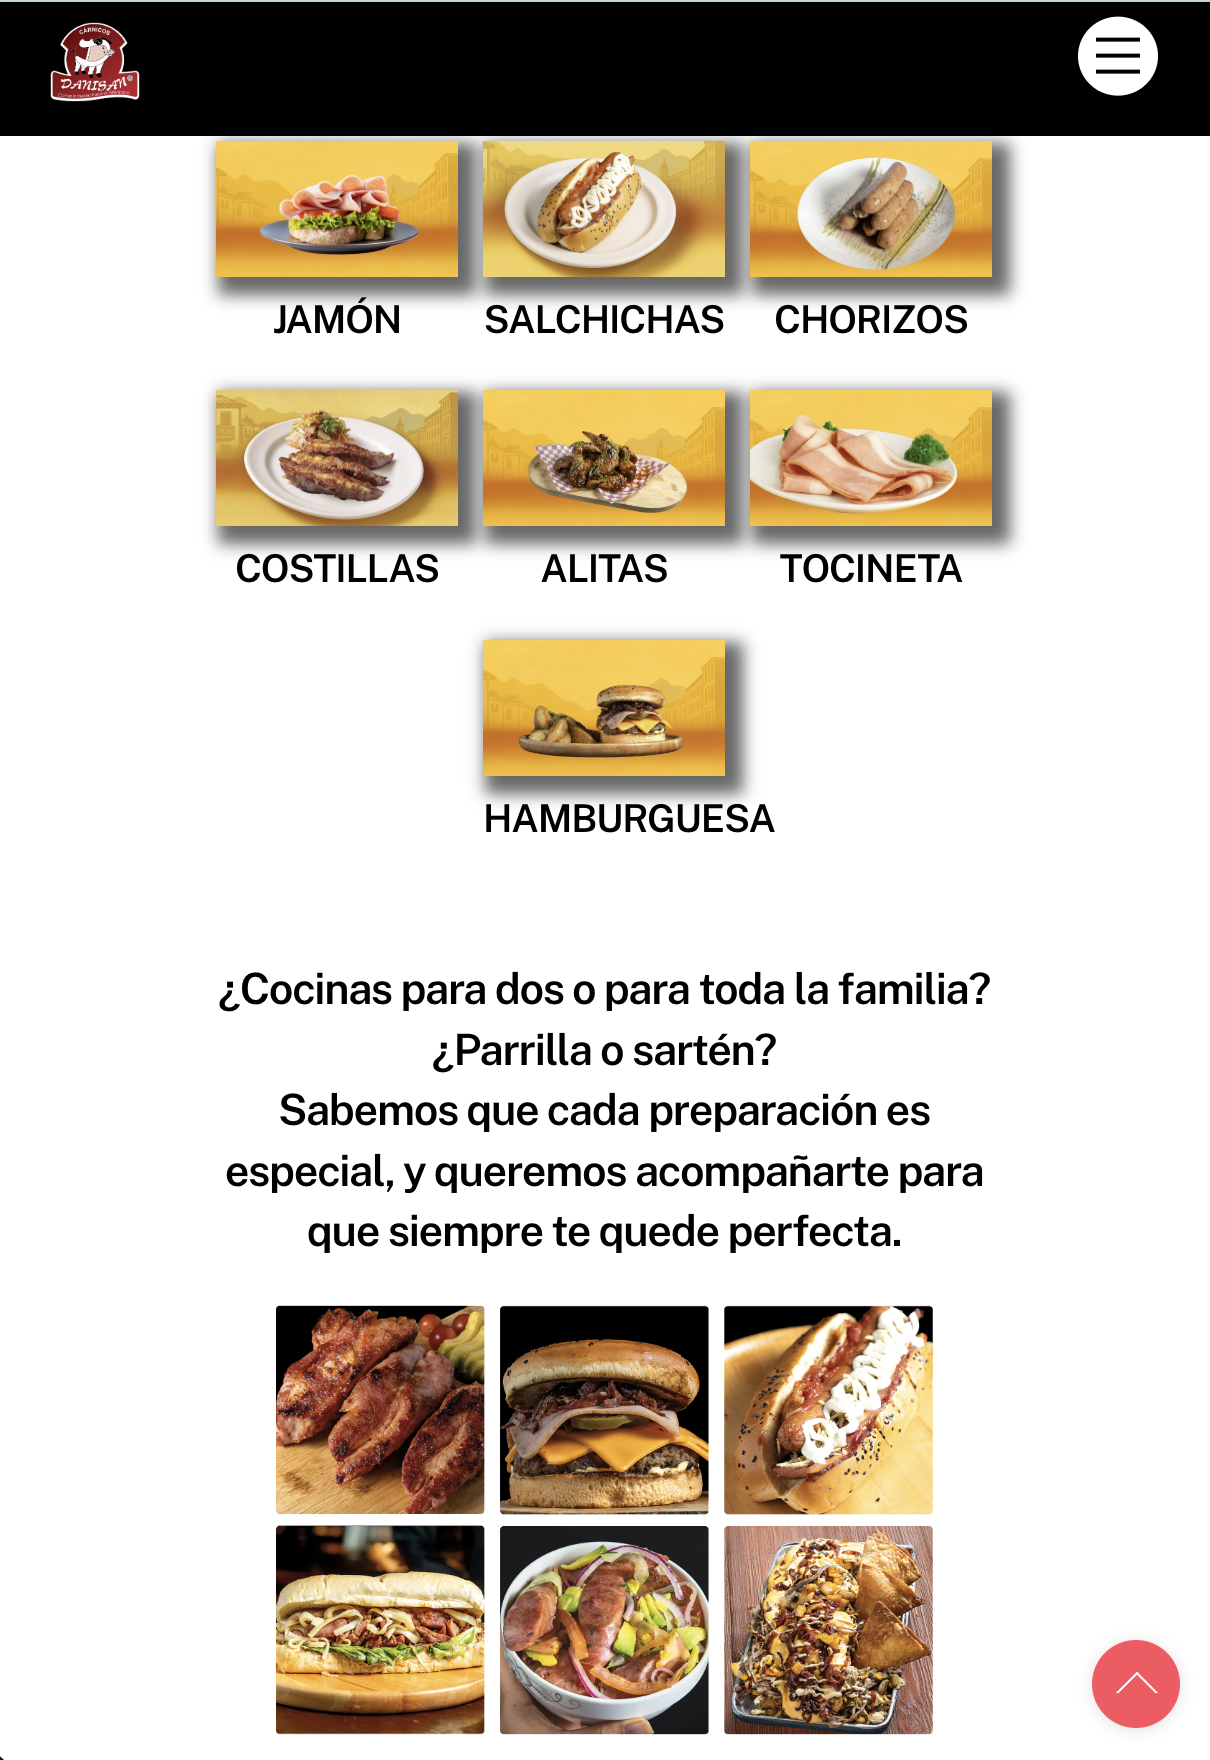 CÁRNICOS
DANISAN®
JAMÓN
SALCHICHAS
CHORIZOS
COSTILLAS
ALITAS
TOCINETA
HAMBURGUESA
¿Cocinas para dos o para toda la familia?
¿Parrilla o sartén?
Sabemos que cada preparación es
especial, y queremos acompañarte para
que siempre te quede perfecta.